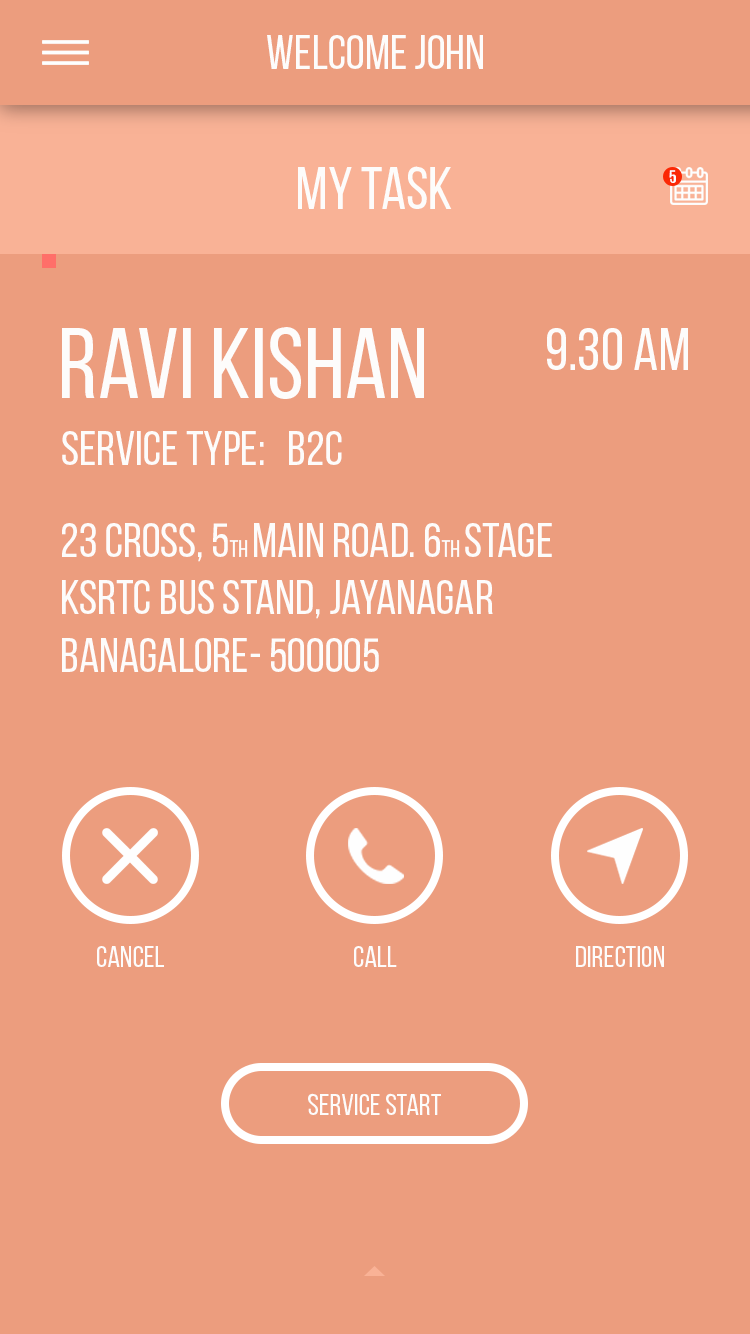 WELCOME JOHN
MY TASK
5
RAVI KISHAN
9.30 AM
SERVICE TYPE: B2C
23 CROSS, 5TH MAIN ROAD. 6TH STAGE
KSRTC BUS STAND, JAYANAGAR
BANAGALORE- 500005
CANCEL
CALL
DIRECTION
SERVICE START